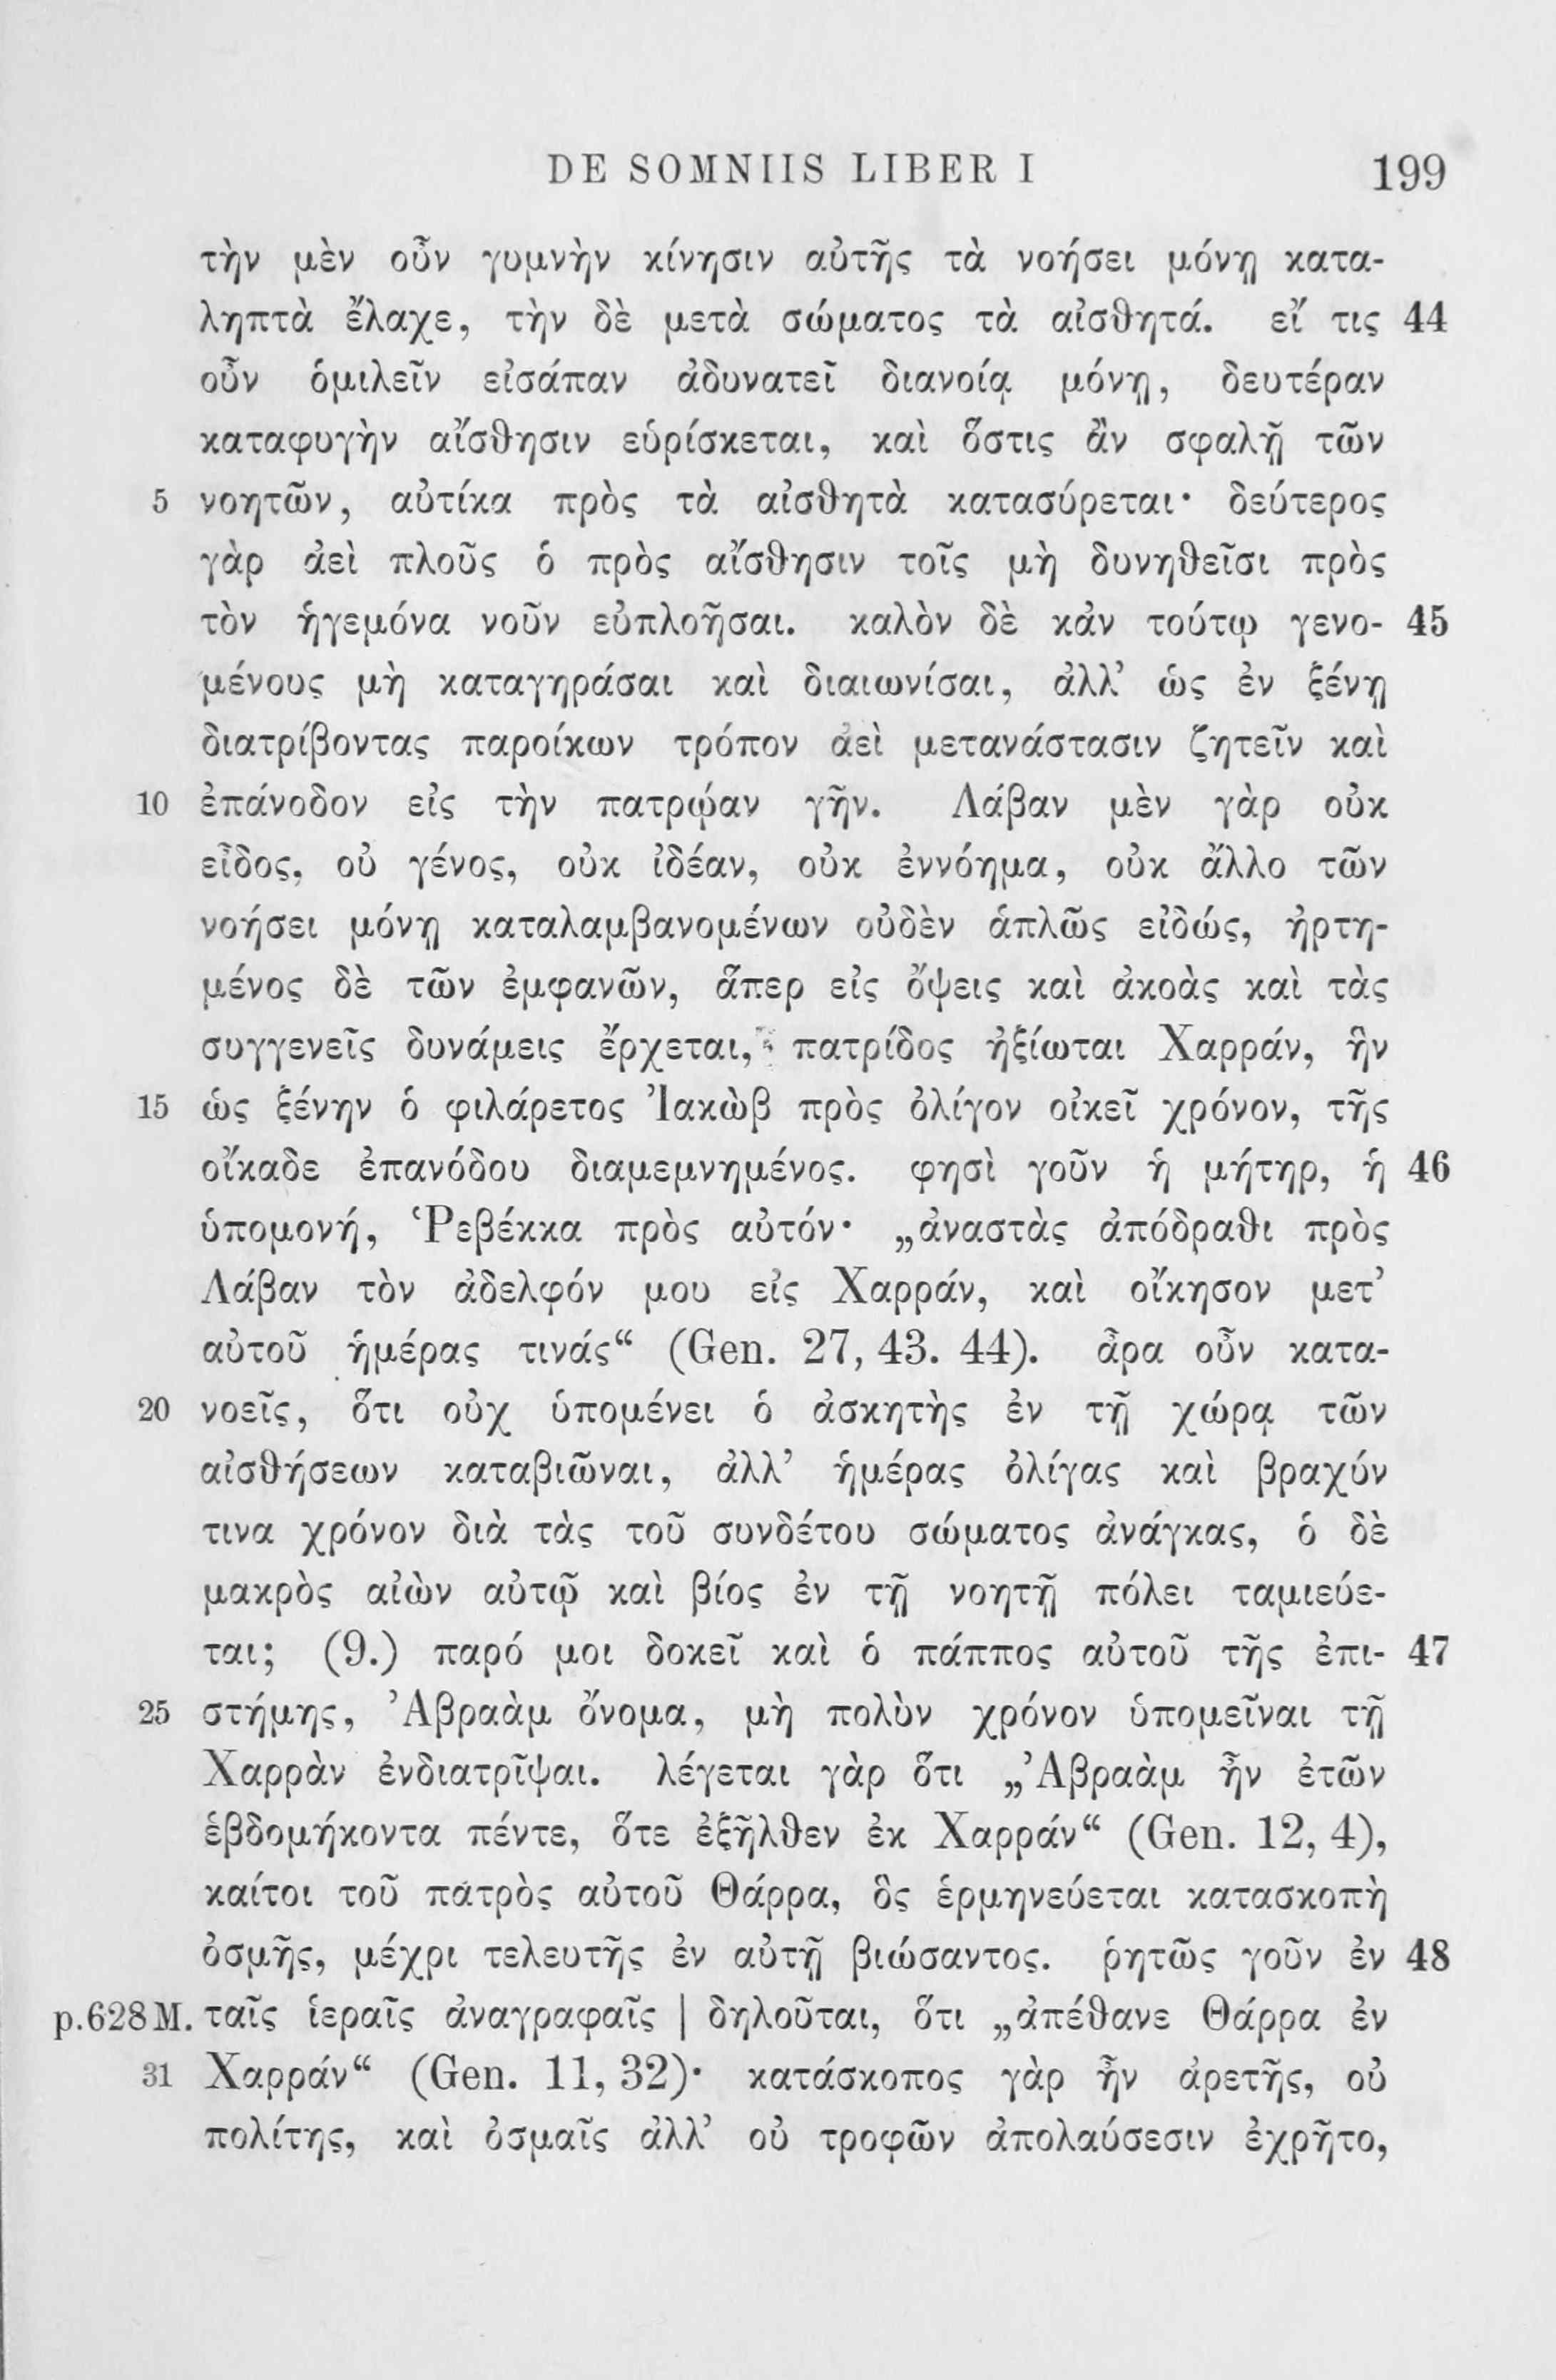 DE SOMNIIS LIBER I 199
τὴν μὲν οὖν γυμνὴν κίνησιν αὐτῆς τὰ νοήσει μόνῃ κατα-
ληπτὰ ἔλαχε, τὴν δὲ μετὰ σώματος τὰ αἰσθητά. εἴ τις 44
οὖν ὁμιλεῖν εἰσάπαν ἀδυνατεῖ διανοίᾳ μόνῃ, δευτέραν
καταφυγὴν αἴσθησιν εὑρίσκεται, καὶ ὅστις ἂν σφαλῇ τῶν
5 νοητῶν, αὐτίκα πρὸς τὰ αἰσθητὰ κατασύρεται· δεύτερος
γὰρ ἀεὶ πλοῦς ὁ πρὸς αἴσθησιν τοῖς μὴ δυνηθεῖσι πρὸς
τὸν ἡγεμόνα νοῦν εὐπλοῆσαι. καλὸν δὲ κἀν τούτῳ γενο- 45
μένους μὴ καταγηράσαι καὶ διαιωνίσαι, ἀλλ’ ὡς ἐν ξένῃ
διατρίβοντας παροίκων τρόπον ἀεὶ μετανάστασιν ζητεῖν καὶ
10 ἐπάνοδον εἰς τὴν πατρῴαν γῆν. Λάβαν μὲν γὰρ οὐκ
εἶδος, οὐ γένος, οὐκ ἰδέαν, οὐκ ἐννόημα, οὐκ ἄλλο τῶν
νοήσει μόνῃ καταλαμβανομένων οὐδὲν ἁπλῶς εἰδώς, ἠρτη-
μένος δὲ τῶν ἐμφανῶν, ἅπερ εἰς ὄψεις καὶ ἀκοὰς καὶ τὰς
συγγενεῖς δυνάμεις ἔρχεται, πατρίδος ἠξίωται Χαρράν, ἣν
15 ὡς ξένην ὁ φιλάρετος Ἰακὼβ πρὸς ὀλίγον οἰκεῖ χρόνον, τῆς
οἴκαδε ἐπανόδου διαμεμνημένος. φησὶ γοῦν ἡ μήτηρ, ἡ 46
ὑπομονή, Ῥεβέκκα πρὸς αὐτόν· „ἀναστὰς ἀπόδραθι πρὸς
Λάβαν τὸν ἀδελφόν μου εἰς Χαρράν, καὶ οἴκησον μετ’
αὐτοῦ ἡμέρας τινάς“ (Gen. 27, 43. 44). ἆρα οὖν κατα-
20 νοεῖς, ὅτι οὐχ ὑπομένει ὁ ἀσκητὴς ἐν τῇ χώρᾳ τῶν
αἰσθήσεων καταβιῶναι, ἀλλ’ ἡμέρας ὀλίγας καὶ βραχύν
τινα χρόνον διὰ τὰς τοῦ συνδέτου σώματος ἀνάγκας, ὁ δὲ
μακρὸς αἰὼν αὐτῷ καὶ βίος ἐν τῇ νοητῇ πόλει ταμιεύε-
ται; (9.) παρό μοι δοκεῖ καὶ ὁ πάππος αὐτοῦ τῆς ἐπι- 47
25 στήμης, Ἀβραὰμ ὄνομα, μὴ πολὺν χρόνον ὑπομεῖναι τῇ
Χαρρὰν ἐνδιατρῖψαι. λέγεται γὰρ ὅτι „Ἀβραὰμ ἦν ἐτῶν
ἑβδομήκοντα πέντε, ὅτε ἐξῆλθεν ἐκ Χαρράν“ (Gen. 12, 4),
καίτοι τοῦ πατρὸς αὐτοῦ Θάρρα, ὃς ἑρμηνεύεται κατασκοπὴ
ὀσμῆς, μέχρι τελευτῆς ἐν αὐτῇ βιώσαντος. ῥητῶς γοῦν ἐν 48
p.628 M. ταῖς ἱεραῖς ἀναγραφαῖς | δηλοῦται, ὅτι „ἀπέθανε Θάρρα ἐν
31 Χαρράν“ (Gen. 11, 32)· κατάσκοπος γὰρ ἦν ἀρετῆς, οὐ
πολίτης, καὶ ὀσμαῖς ἀλλ’ οὐ τροφῶν ἀπολαύσεσιν ἐχρῆτο,